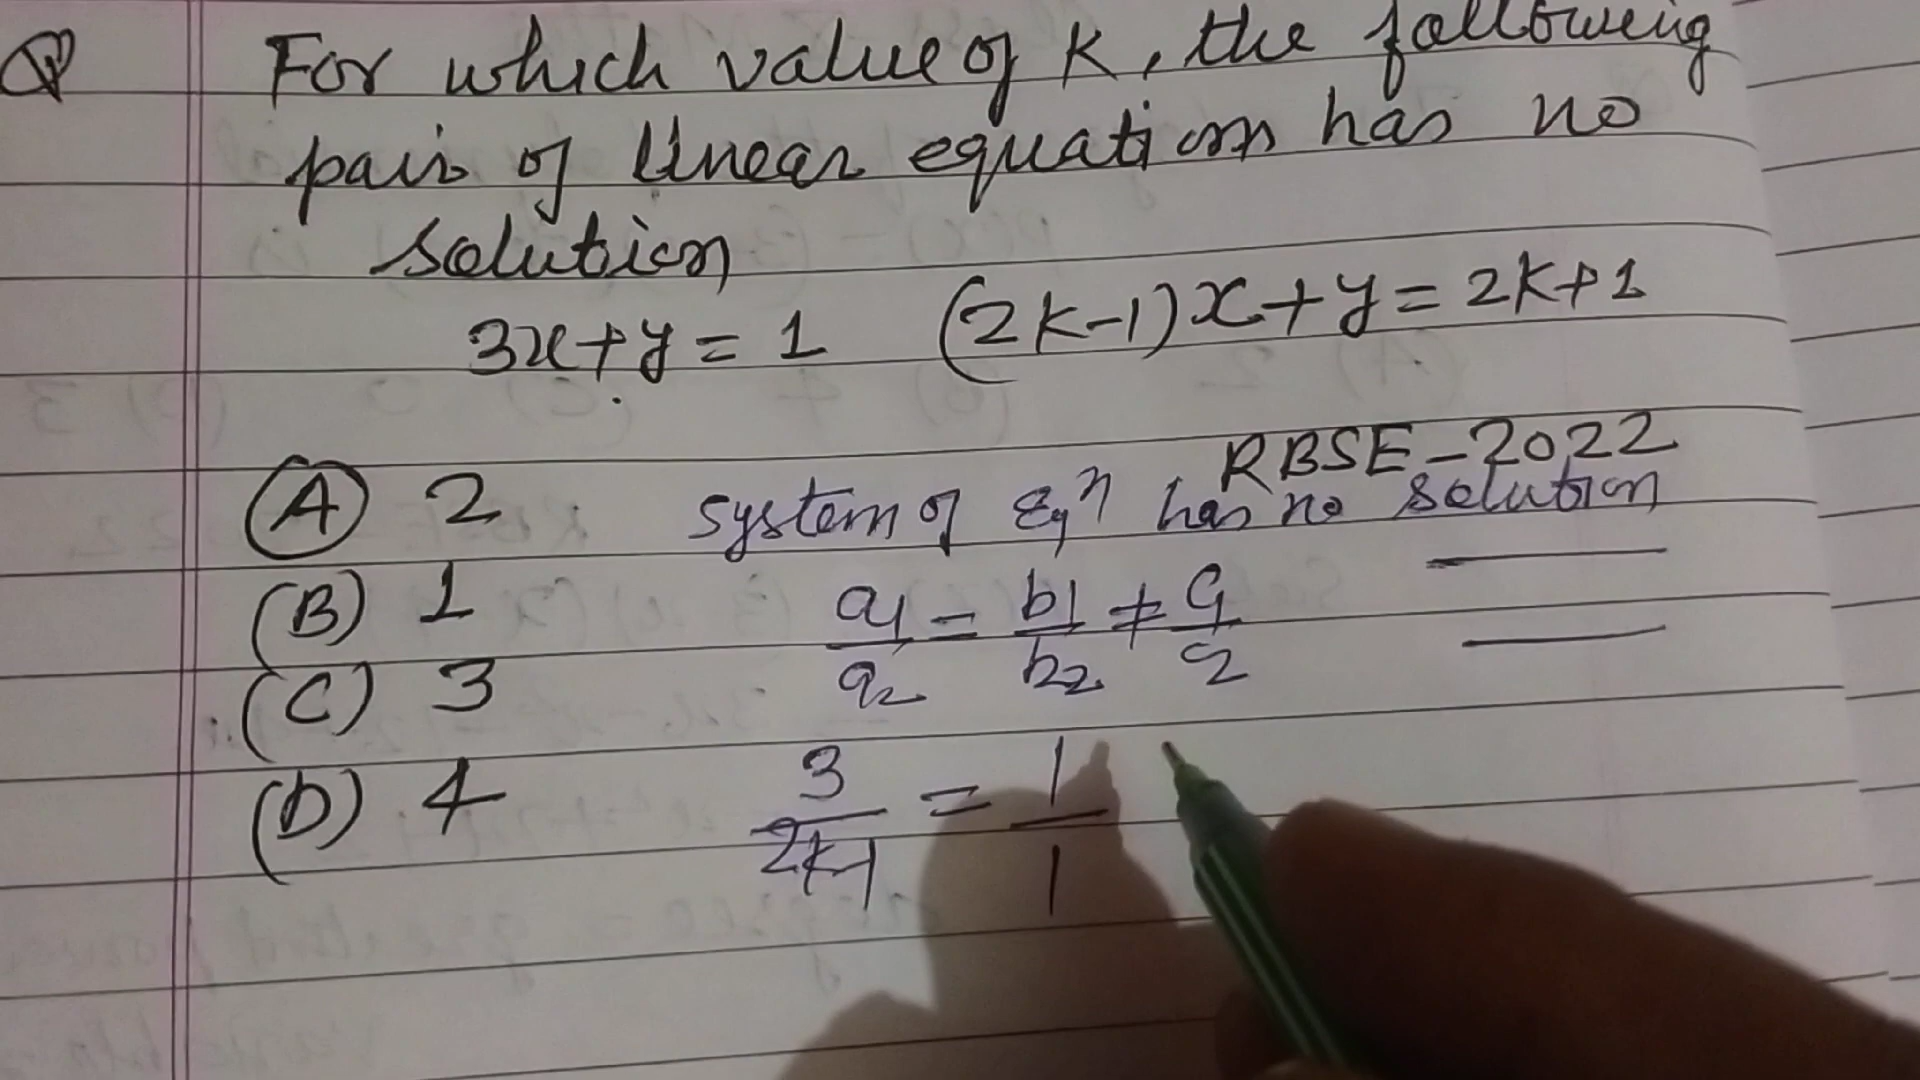 Q For which value of K, the following
pair of linear equation has no
solution
3x+y=1 (2K-1)x+y=2K+1
RBSE-2022
(A) 2 system of Eqⁿ has no solution
(B) 1 a1/a2 = b1/b2 ≠ c1/c2
(C) 3
(D) 4 3/2K-1 = 1/1